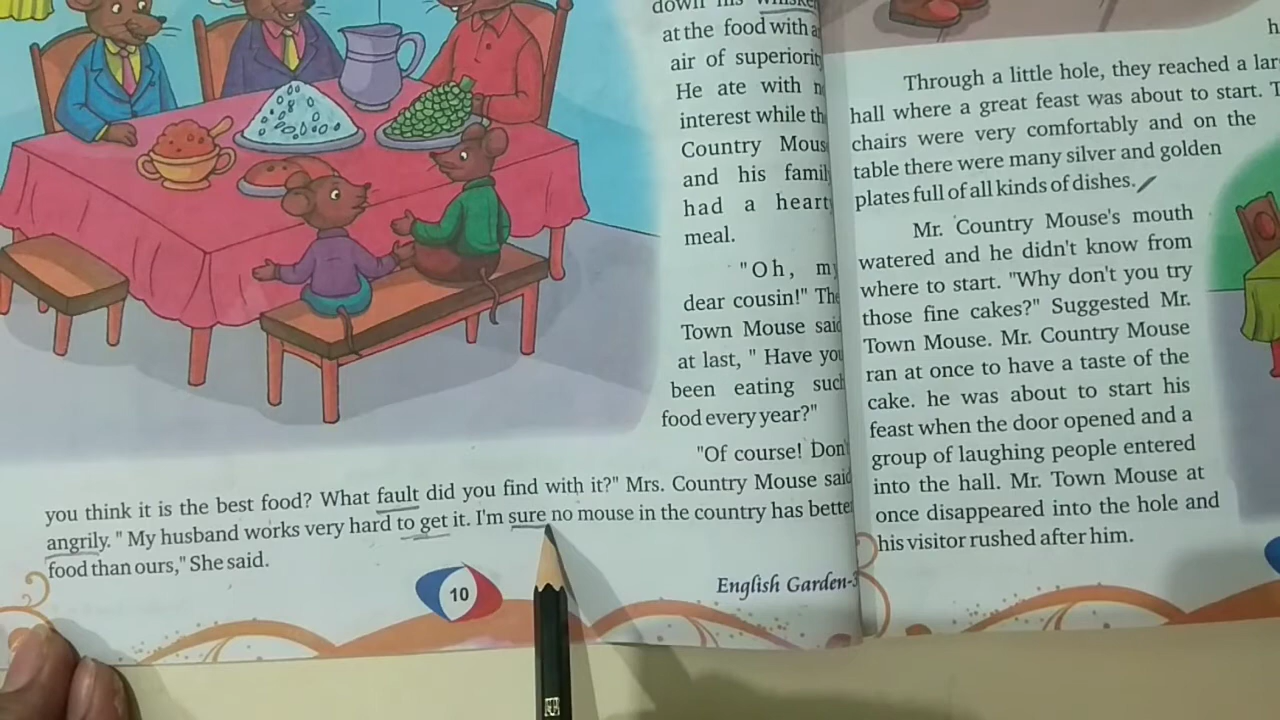 down his whisker
at the food with a
air of superiorit
He ate with n
interest while th
Country Mous
and his famil
had a heart
meal.
"Oh, m
dear cousin!" The
Town Mouse said
at last, " Have you
been eating such
food every year?"
"Of course! Don'
you think it is the best food? What fault did you find with it?" Mrs. Country Mouse said
angrily. " My husband works very hard to get it. I'm sure no mouse in the country has better
food than ours," She said.
10
English Garden-3
h
Through a little hole, they reached a lar
hall where a great feast was about to start. T
chairs were very comfortably and on the
table there were many silver and golden
plates full of all kinds of dishes.
Mr. Country Mouse's mouth
watered and he didn't know from
where to start. "Why don't you try
those fine cakes?" Suggested Mr.
Town Mouse. Mr. Country Mouse
ran at once to have a taste of the
cake. he was about to start his
feast when the door opened and a
group of laughing people entered
into the hall. Mr. Town Mouse at
once disappeared into the hole and
his visitor rushed after him.